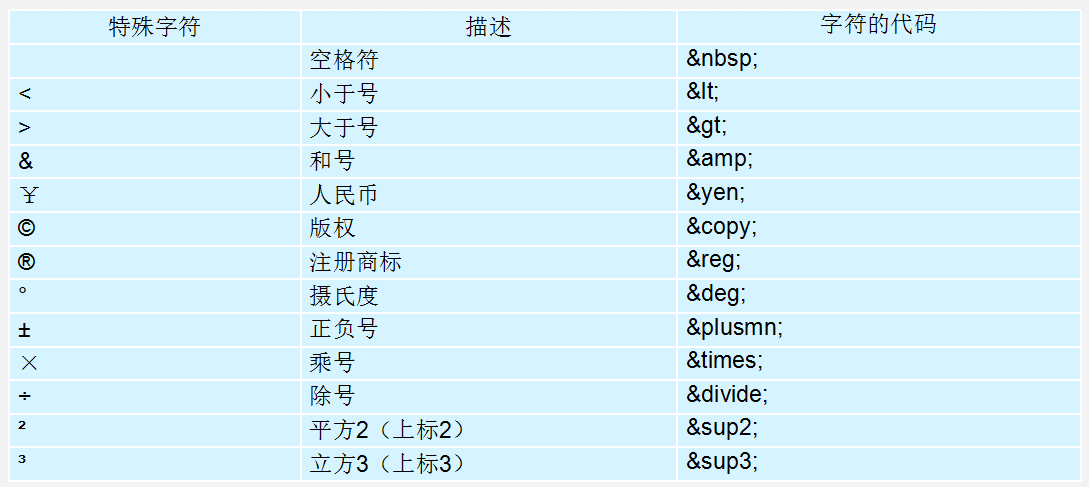 特殊字符 描述 字符的代码
空格符 &nbsp;
< 小于号 &lt;
> 大于号 &gt;
& 和号 &amp;
¥ 人民币 &yen;
© 版权 &copy;
® 注册商标 &reg;
° 摄氏度 &deg;
± 正负号 &plusmn;
× 乘号 &times;
÷ 除号 &divide;
² 平方2（上标2） &sup2;
³ 立方3（上标3） &sup3;